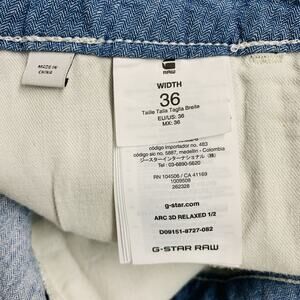 MADE IN
CHINA
RAW
WIDTH
36
Taille Talla Taglia Breite
EU/US: 36
MX: 36
código importador no. 483
código sic no. 5887, medellin - Colombia
ジースターインターナショナル (株)
Tel: 03-6890-5620
RN 104506 / CA 41169
1009508
262328
g-star.com
ARC 3D RELAXED 1/2
D09151-8727-082
G-STAR RAW